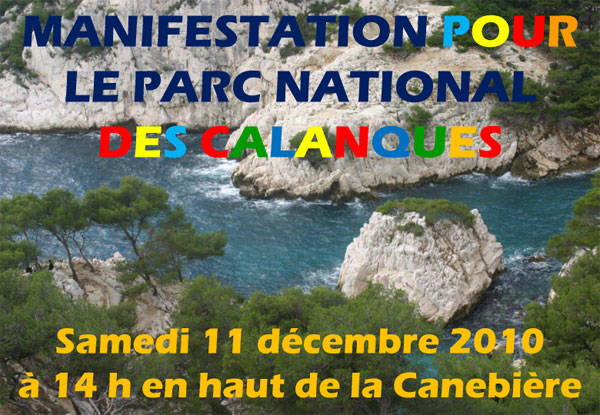 MANIFESTATION POUR
LE PARC NATIONAL
DES CALANQUES
Samedi 11 décembre 2010
à 14 h en haut de la Canebière